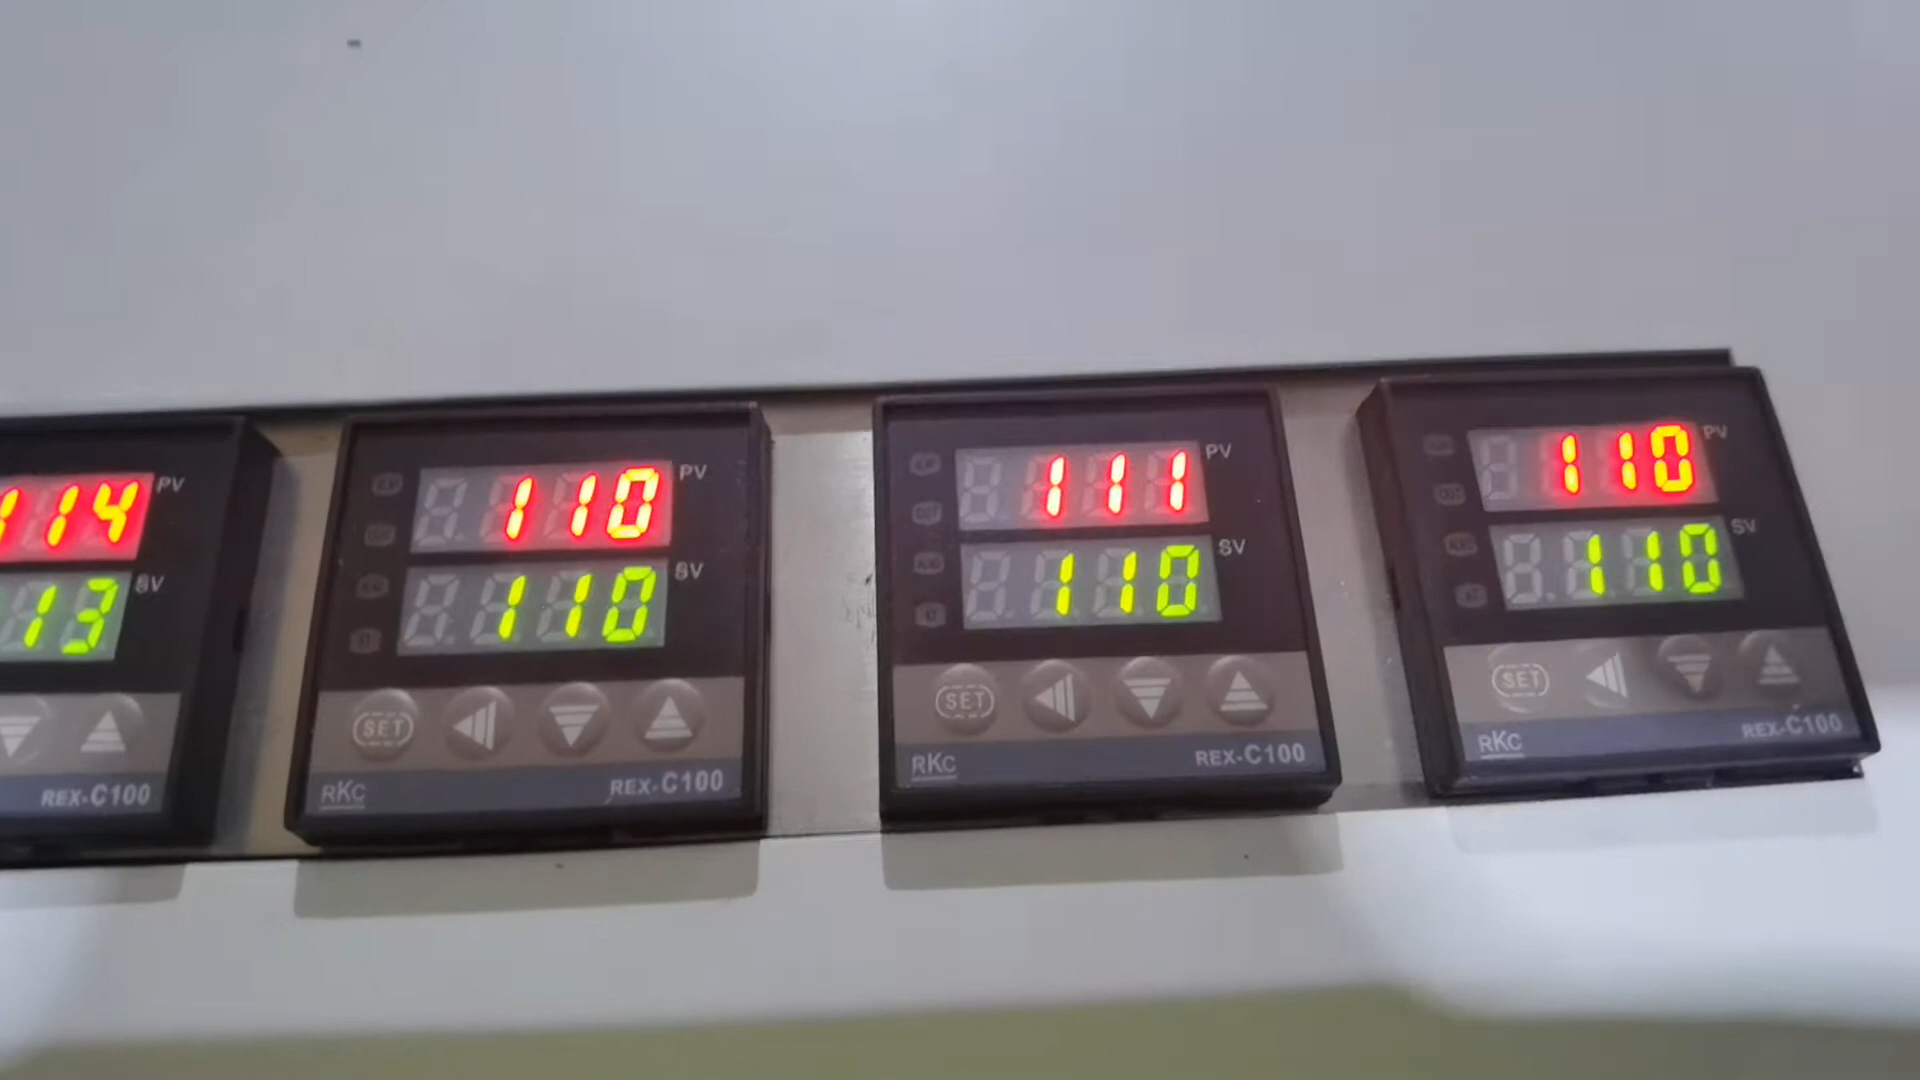 114 PV
13 SV
REX-C100
110 PV
110 SV
SET
RKC REX-C100
111 PV
110 SV
SET
RKC REX-C100
110 PV
110 SV
SET
RKC REX-C100